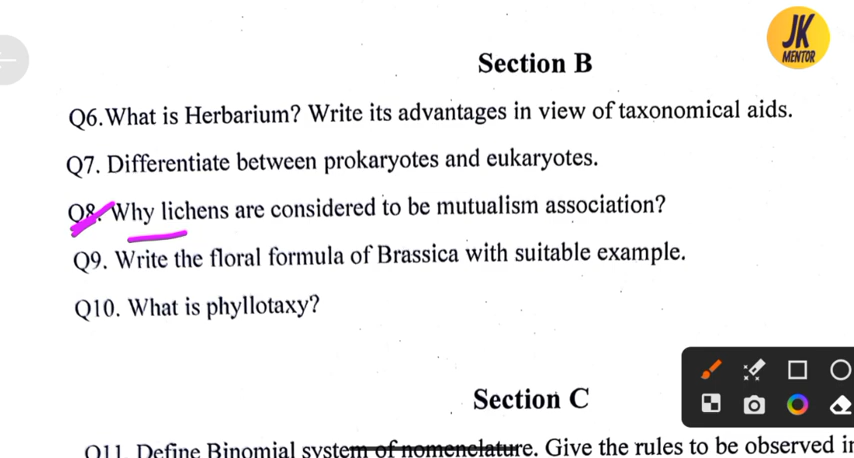 JK
MENTOR
Section B
Q6.What is Herbarium? Write its advantages in view of taxonomical aids.
Q7. Differentiate between prokaryotes and eukaryotes.
Q8. Why lichens are considered to be mutualism association?
Q9. Write the floral formula of Brassica with suitable example.
Q10. What is phyllotaxy?
Section C
Q11. Define Binomial system of nomenclature. Give the rules to be observed in